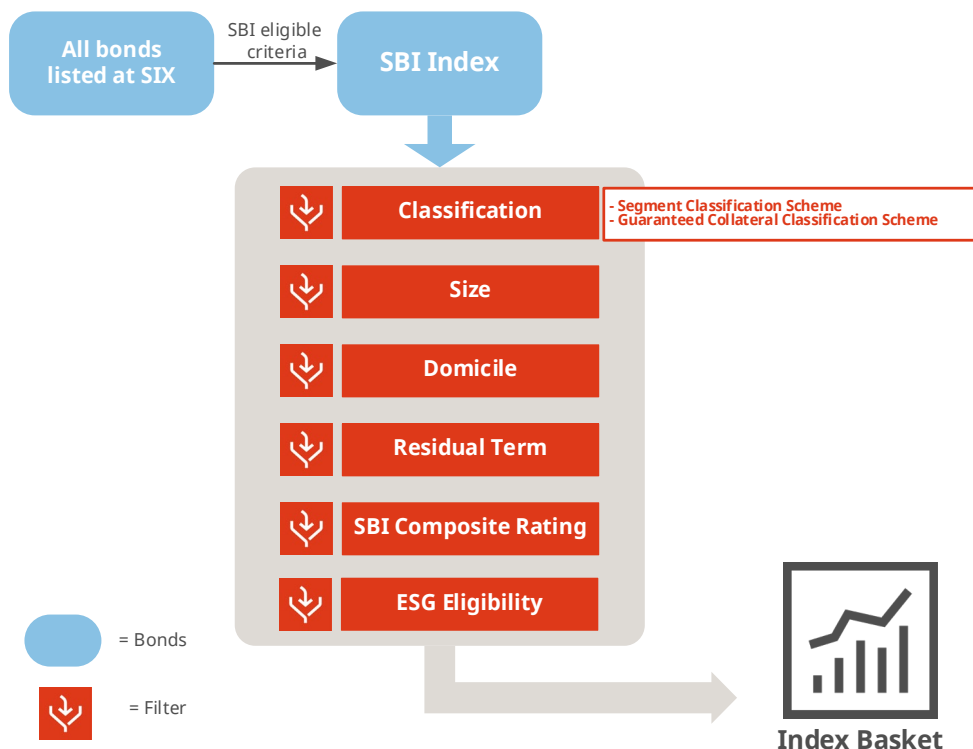 All bonds
listed at SIX
SBI eligible
criteria
SBI Index
Classification
- Segment Classification Scheme
- Guaranteed Collateral Classification Scheme
Size
Domicile
Residual Term
SBI Composite Rating
ESG Eligibility
= Bonds
= Filter
Index Basket